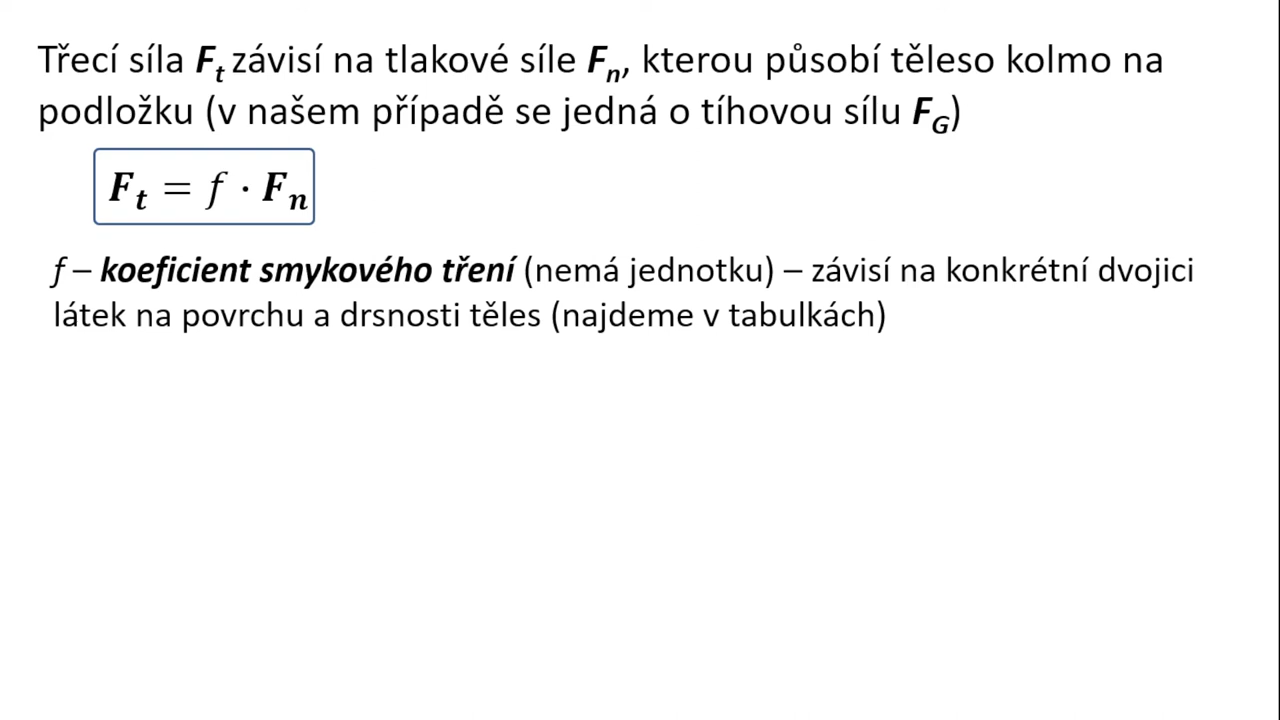 Třecí síla Ft závisí na tlakové síle Fn, kterou působí těleso kolmo na
podložku (v našem případě se jedná o tíhovou sílu FG)
Ft = f · Fn
f – koeficient smykového tření (nemá jednotku) – závisí na konkrétní dvojici
látek na povrchu a drsnosti těles (najdeme v tabulkách)